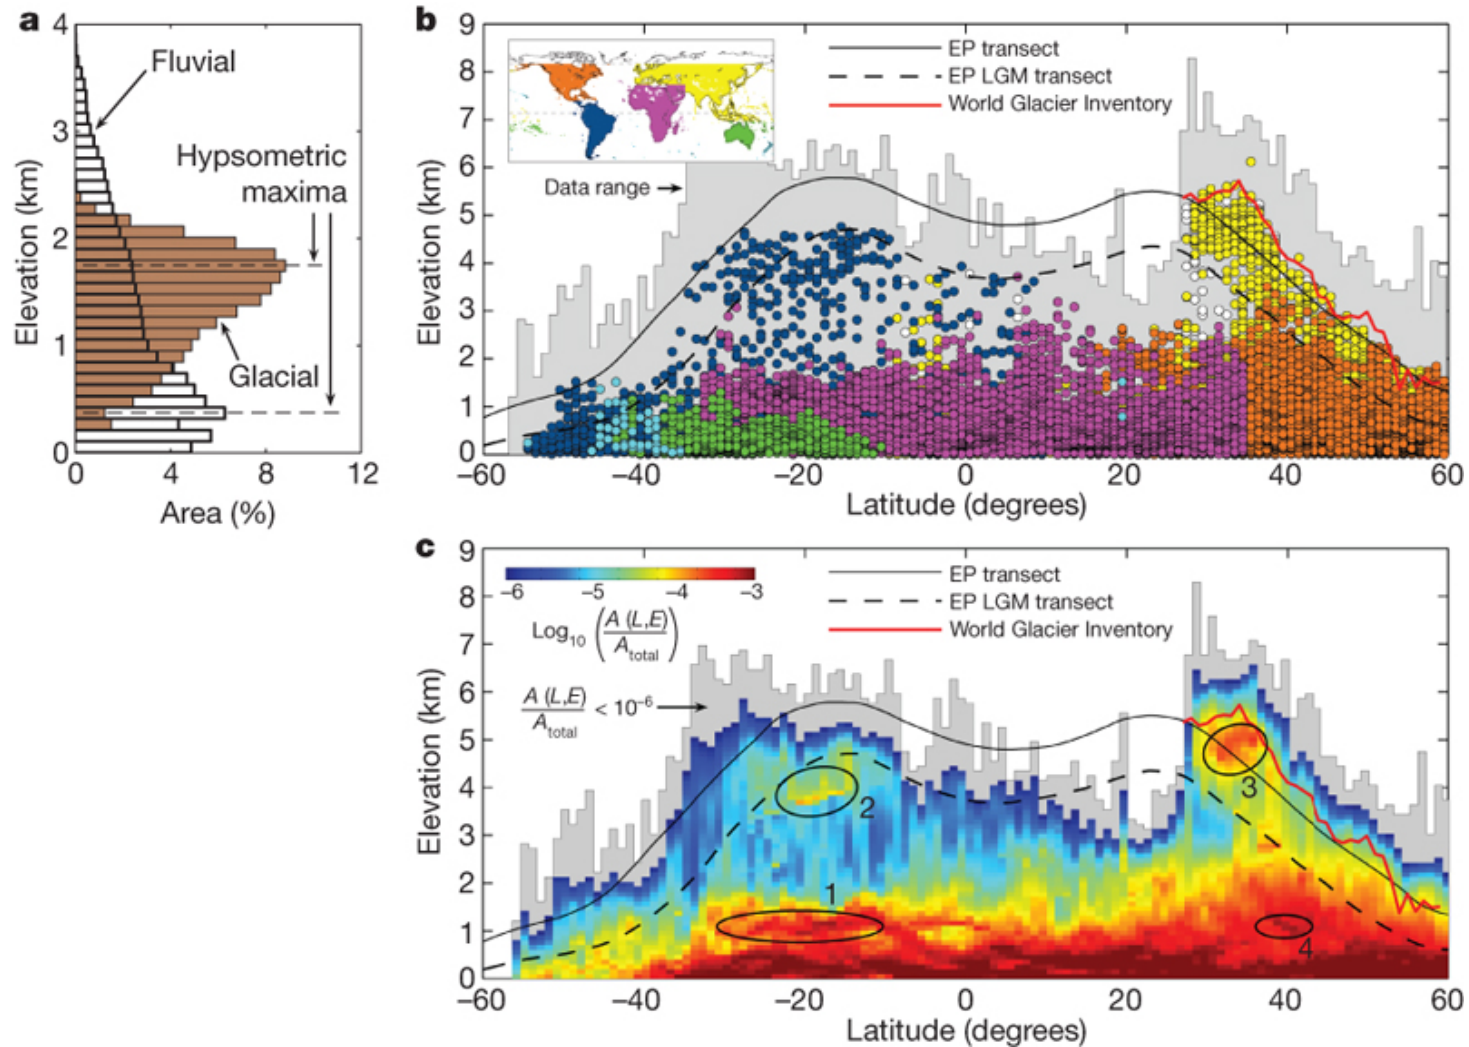 a
4
3
2
1
0
Elevation (km)
Fluvial
Hypsometric
maxima
Glacial
0 4 8 12
Area (%)
b
9
8
7
6
5
4
3
2
1
0
Elevation (km)
EP transect
EP LGM transect
World Glacier Inventory
Data range
−60 −40 −20 0 20 40 60
Latitude (degrees)
c
9
8
7
6
5
4
3
2
1
0
Elevation (km)
−6 −5 −4 −3
Log10 (A (L,E) / Atotal)
A (L,E) / Atotal < 10−6
EP transect
EP LGM transect
World Glacier Inventory
1
2
3
4
−60 −40 −20 0 20 40 60
Latitude (degrees)